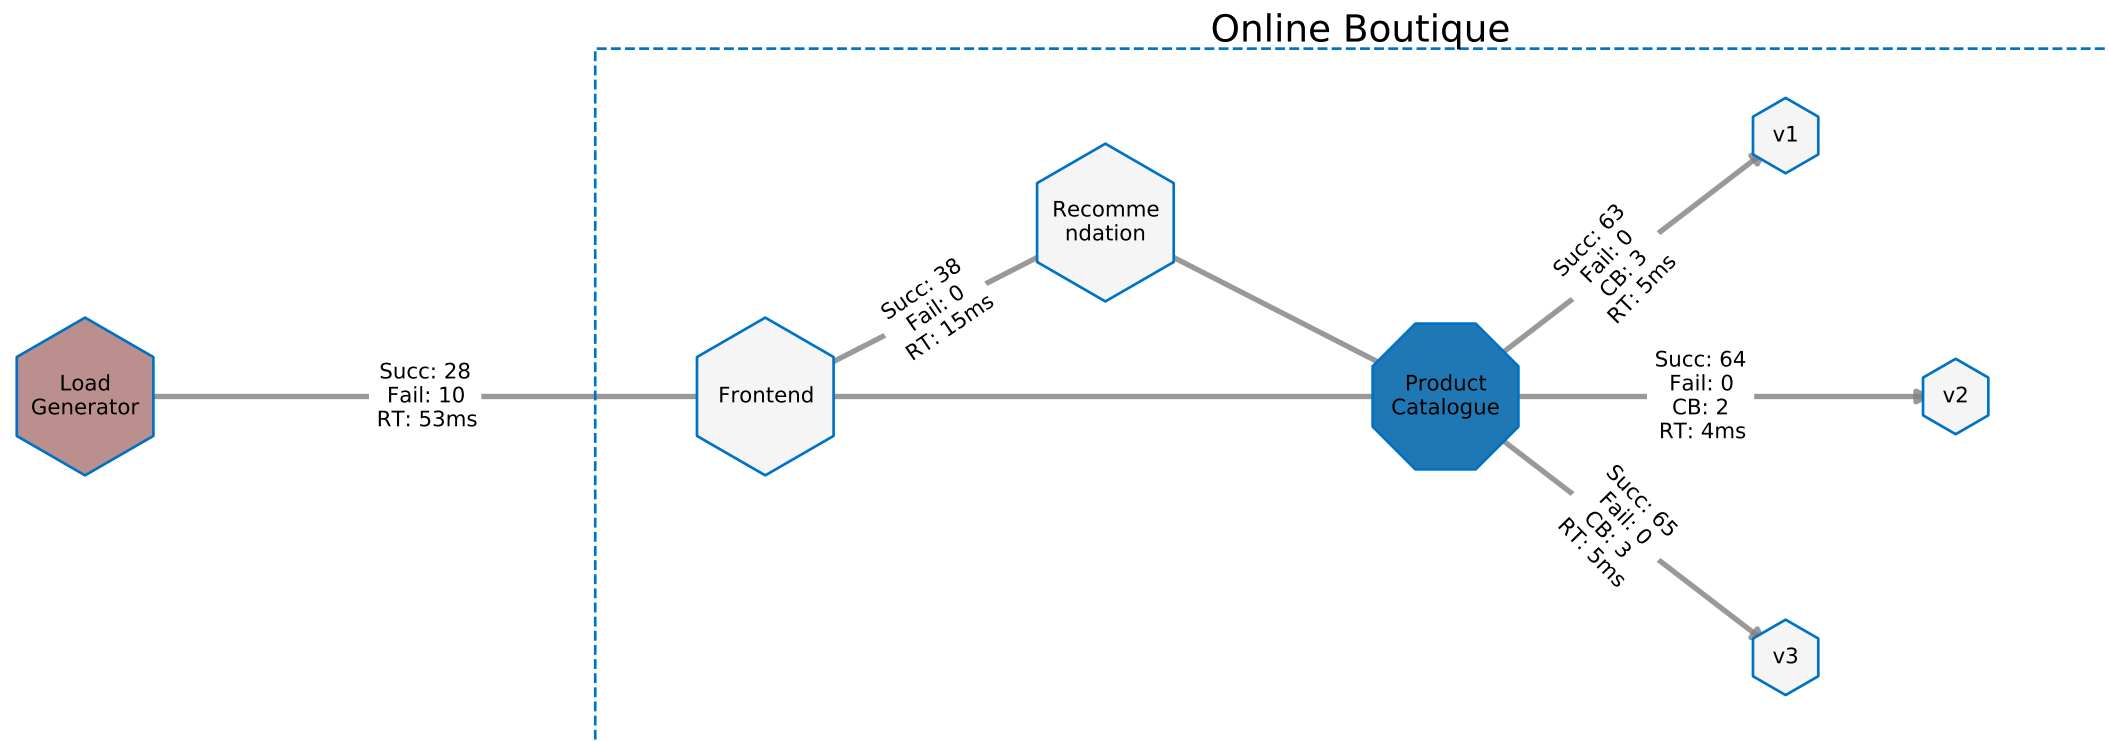 Online Boutique
Load
Generator
Succ: 28
Fail: 10
RT: 53ms
Frontend
Succ: 38
Fail: 0
RT: 15ms
Recomme
ndation
Product
Catalogue
Succ: 63
Fail: 0
CB: 3
RT: 5ms
v1
Succ: 64
Fail: 0
CB: 2
RT: 4ms
v2
Succ: 65
Fail: 0
CB: 3
RT: 5ms
v3